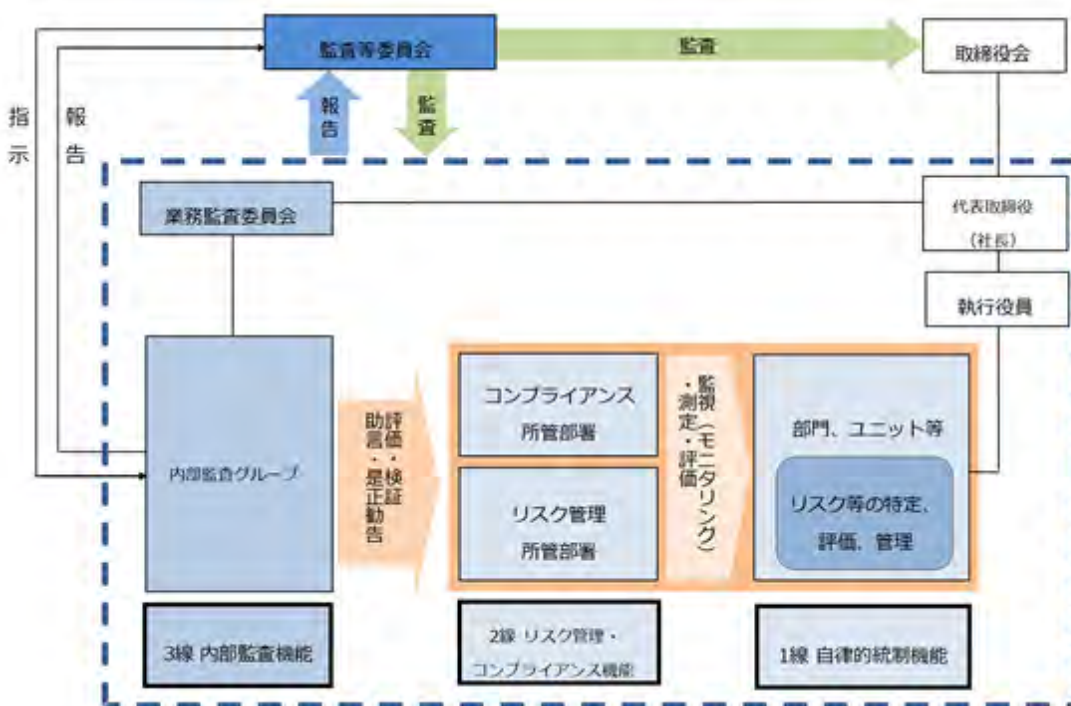 監査等委員会
監査
取締役会
指示
報告
報告
監査
業務監査委員会
代表取締役
（社長）
執行役員
内部監査グループ
評価・検証
助言・是正勧告
コンプライアンス
所管部署
リスク管理
所管部署
監視（モニタリング）
・測定・評価
部門、ユニット等
リスク等の特定、
評価、管理
3線 内部監査機能
2線 リスク管理・
コンプライアンス機能
1線 自律的統制機能